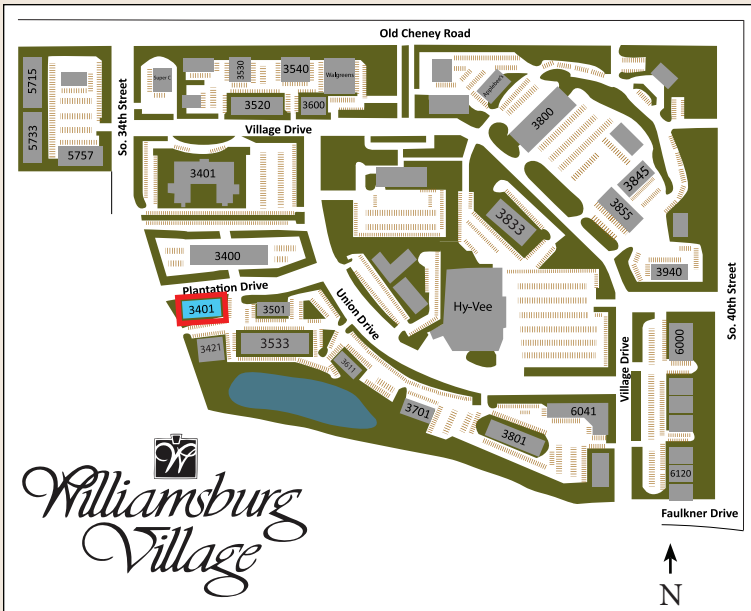 Old Cheney Road
5715
5733
5757
So. 34th Street
Super C
3530
3540
Walgreens
3520
3600
Applebee's
3800
Village Drive
3401
3845
3855
3833
3940
3400
Plantation Drive
3401
3501
3421
3533
Union Drive
3611
Hy-Vee
3701
3801
6041
Village Drive
6000
6120
So. 40th Street
Faulkner Drive
W
Williamsburg
Village
N